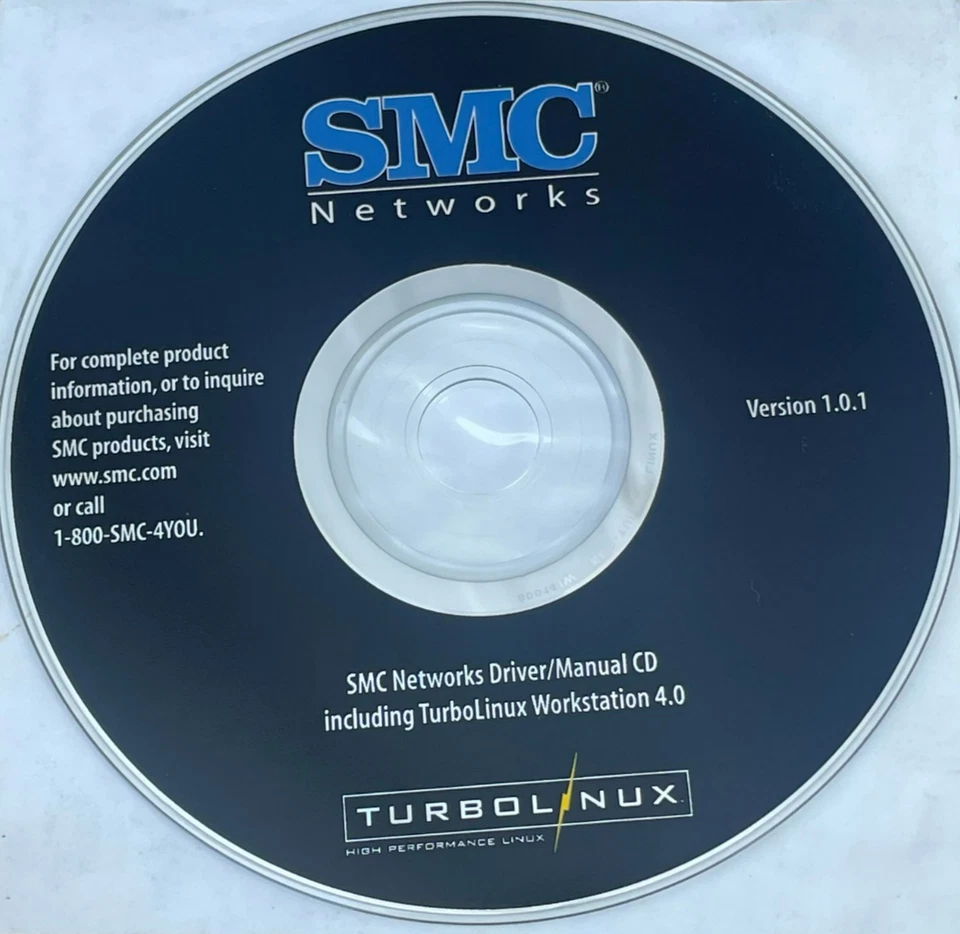 SMC®
Networks
For complete product
information, or to inquire
about purchasing
SMC products, visit
www.smc.com
or call
1-800-SMC-4YOU.
Version 1.0.1
SMC Networks Driver/Manual CD
including TurboLinux Workstation 4.0
TURBOLINUX
HIGH PERFORMANCE LINUX